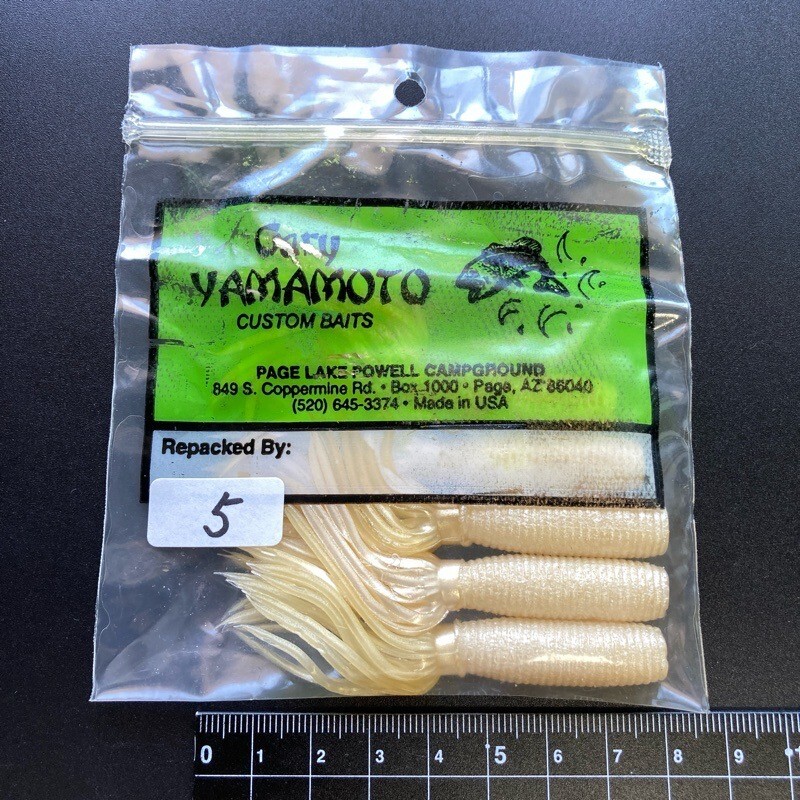 Gary
YAMAMOTO
CUSTOM BAITS
PAGE LAKE POWELL CAMPGROUND
849 S. Coppermine Rd. • Box 1000 • Page, AZ 86040
(520) 645-3374 • Made in USA
Repacked By:
5
0 1 2 3 4 5 6 7 8 9